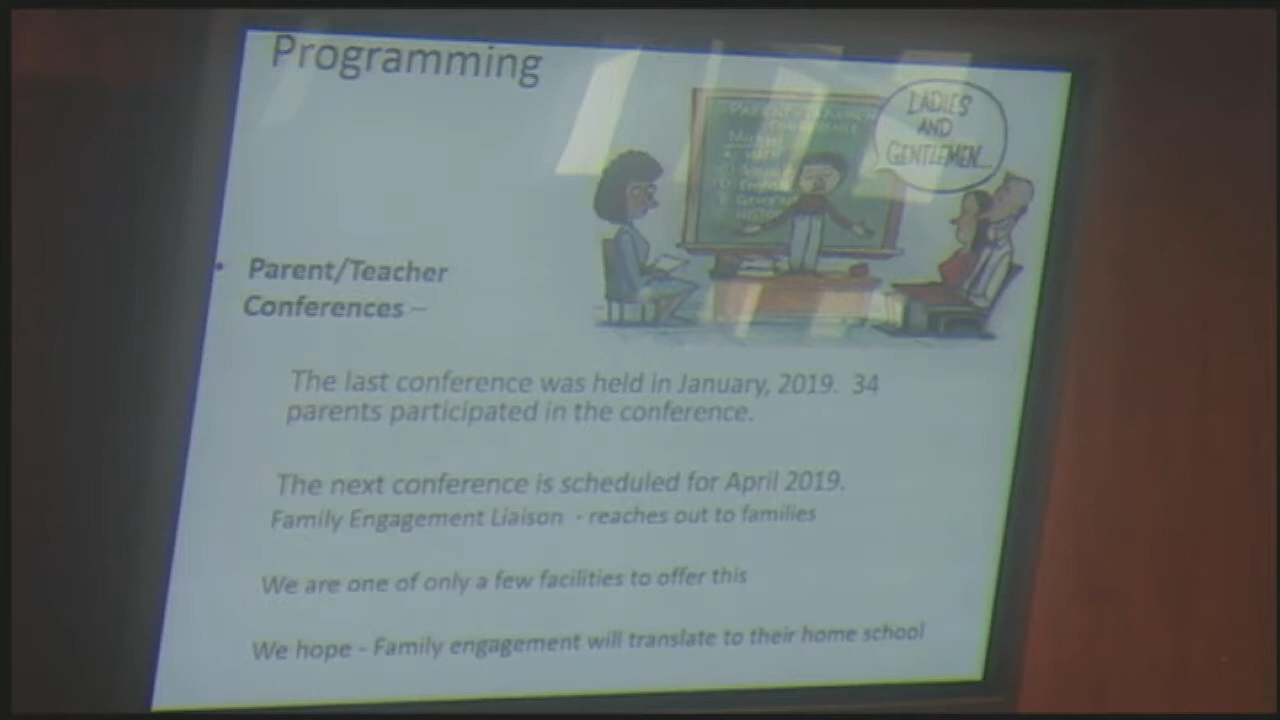 Programming
LADIES
AND
GENTLEMEN...
• Parent/Teacher
Conferences –
The last conference was held in January, 2019. 34
parents participated in the conference.
The next conference is scheduled for April 2019.
Family Engagement Liaison - reaches out to families
We are one of only a few facilities to offer this
We hope - Family engagement will translate to their home school